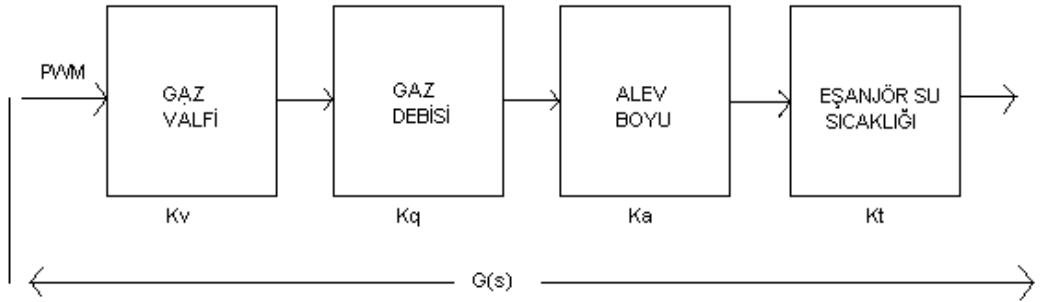 PWM
GAZ
VALFİ
GAZ
DEBİSİ
ALEV
BOYU
EŞANJÖR SU
SICAKLIĞI
Kv
Kq
Ka
Kt
G(s)